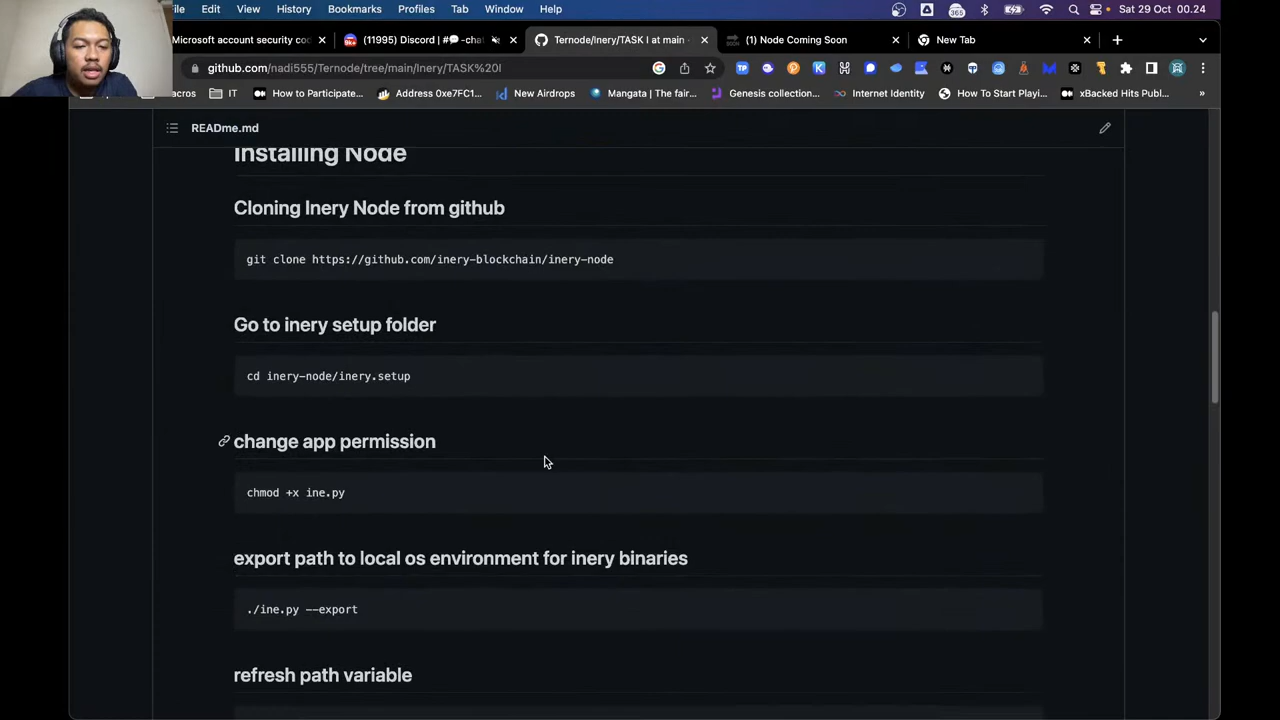 File Edit View History Bookmarks Profiles Tab Window Help 365 Sat 29 Oct 00.24
Microsoft account security co 9K+ (11995) Discord | #💬 -chat Ternode/Inery/TASK I at main · SOON (1) Node Coming Soon New Tab
github.com/nadi555/Ternode/tree/main/Inery/TASK%20I
IT How to Participate... Address 0xe7FC1... New Airdrops Mangata | The fair... Genesis collection... Internet Identity How To Start Playi... xBacked Hits Publ... »
READme.md
Installing Node
Cloning Inery Node from github
git clone https://github.com/inery-blockchain/inery-node
Go to inery setup folder
cd inery-node/inery.setup
change app permission
chmod +x ine.py
export path to local os environment for inery binaries
./ine.py --export
refresh path variable